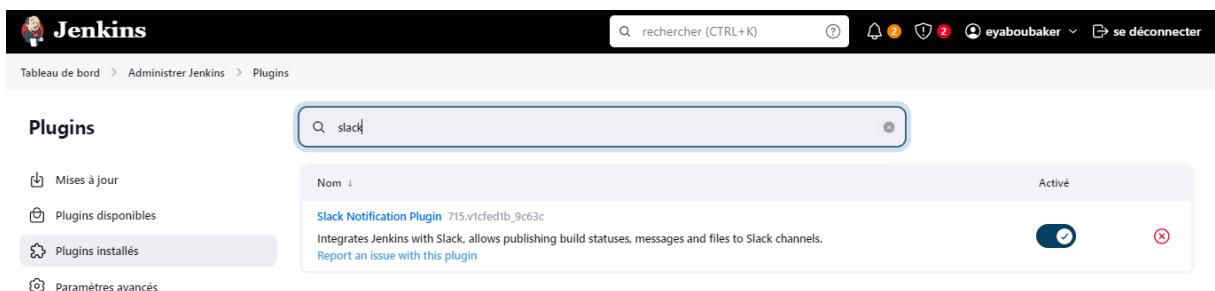 Jenkins
rechercher (CTRL+K)
2
2
eyaboubaker
se déconnecter
Tableau de bord > Administrer Jenkins > Plugins
Plugins
slack
Mises à jour
Plugins disponibles
Plugins installés
Paramètres avancés
Nom ↓
Activé
Slack Notification Plugin 715.v1cfed1b_9c63c
Integrates Jenkins with Slack, allows publishing build statuses, messages and files to Slack channels.
Report an issue with this plugin